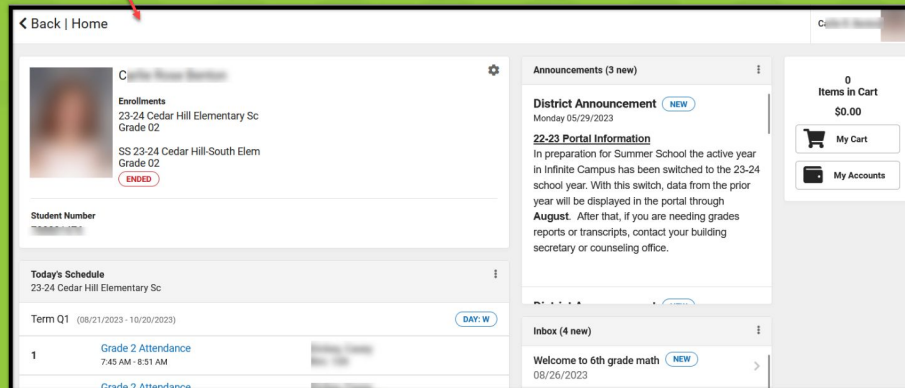 Back | Home
Enrollments
23-24 Cedar Hill Elementary Sc
Grade 02
SS 23-24 Cedar Hill-South Elem
Grade 02
ENDED
Student Number
Today's Schedule
23-24 Cedar Hill Elementary Sc
Term Q1 (08/21/2023 - 10/20/2023) DAY: W
1 Grade 2 Attendance
7:45 AM - 8:51 AM
Grade 2 Attendance
Announcements (3 new)
District Announcement NEW
Monday 05/29/2023
22-23 Portal Information
In preparation for Summer School the active year
in Infinite Campus has been switched to the 23-24
school year. With this switch, data from the prior
year will be displayed in the portal through
August. After that, if you are needing grades
reports or transcripts, contact your building
secretary or counseling office.
Inbox (4 new)
Welcome to 6th grade math NEW
08/26/2023
0
Items in Cart
$0.00
My Cart
My Accounts